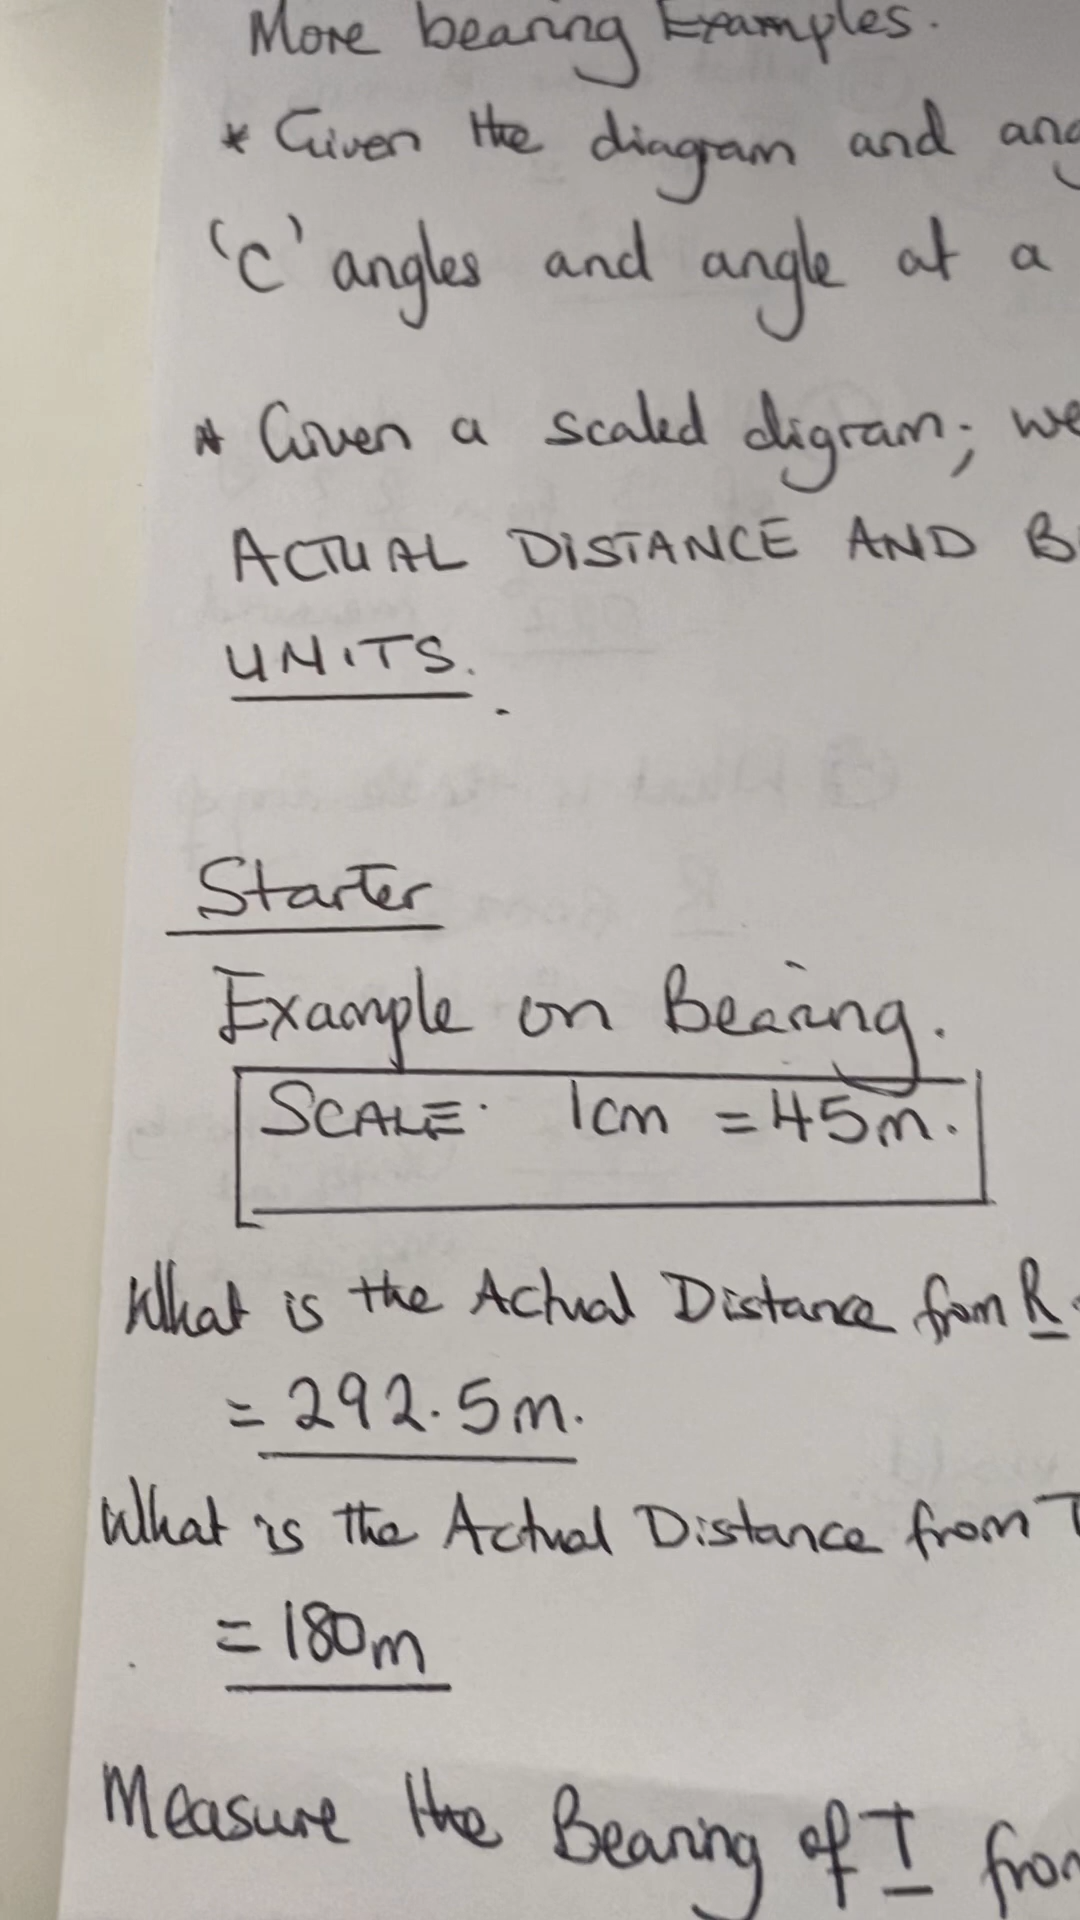 More bearing Examples.
* Given the diagram and ang
'C' angles and angle at a
* Given a scaled digram; we
ACTUAL DISTANCE AND B
UNITS.
Starter
Example on Bearing.
SCALE: 1cm = 45m.
What is the Actual Distance from R
= 292.5m.
What is the Actual Distance from T
= 180m
Measure the Bearing of T from